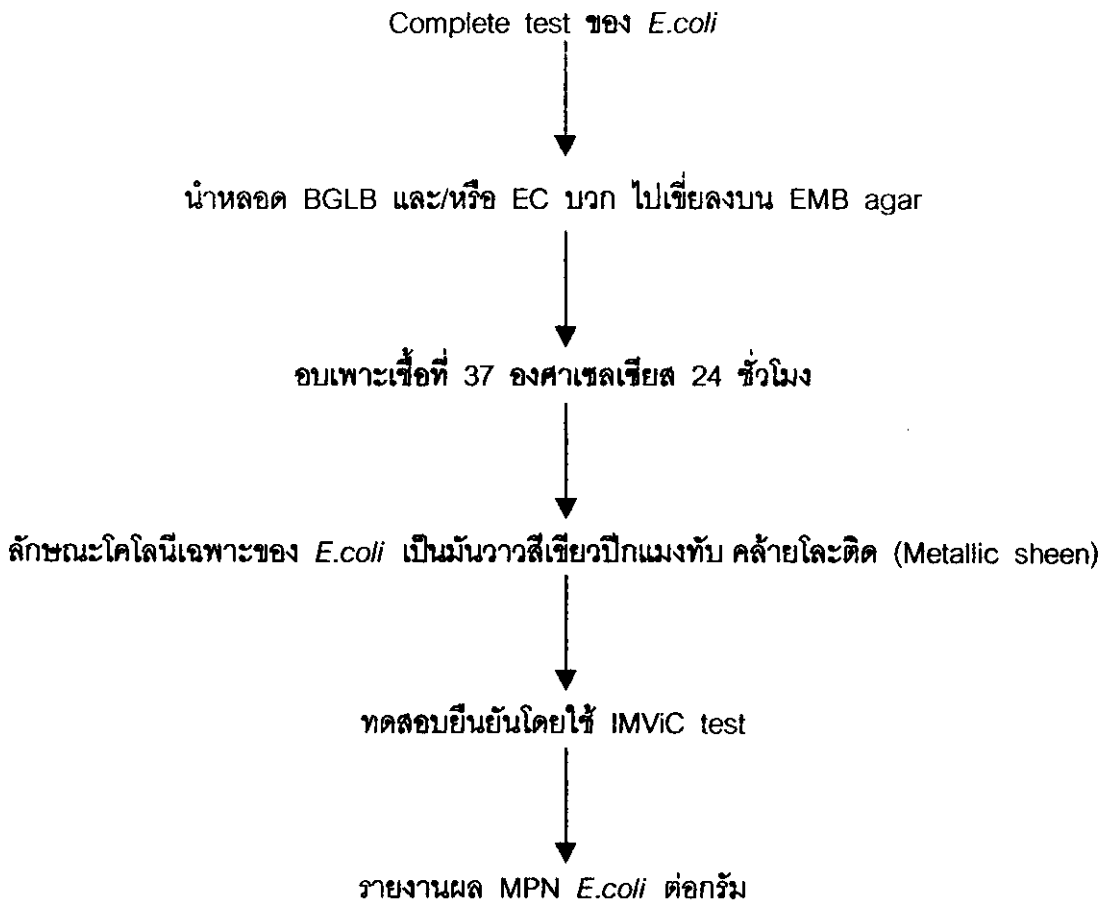 Complete test ของ E.coli
นำหลอด BGLB และ/หรือ EC บวก ไปเขี่ยลงบน EMB agar
อบเพาะเชื้อที่ 37 องศาเซลเซียส 24 ชั่วโมง
ลักษณะโคโลนีเฉพาะของ E.coli เป็นมันวาวสีเขียวปีกแมงทับ คล้ายโละติด (Metallic sheen)
ทดสอบยืนยันโดยใช้ IMViC test
รายงานผล MPN E.coli ต่อกรัม